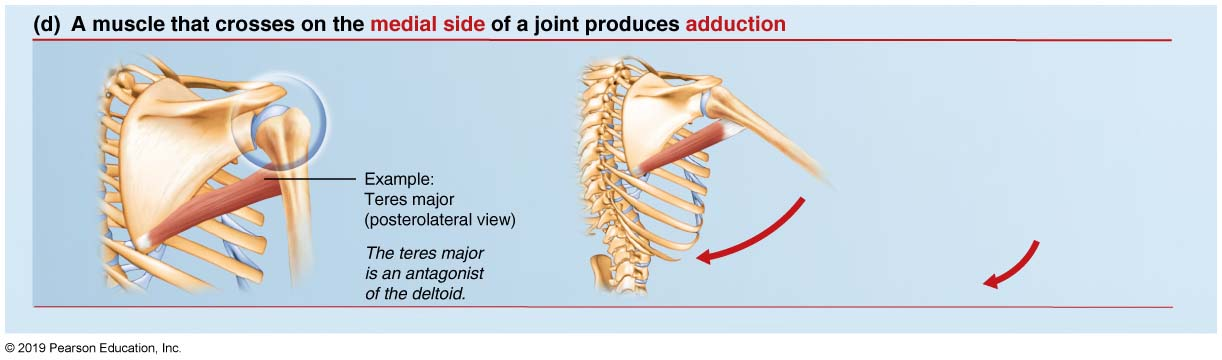 (d) A muscle that crosses on the medial side of a joint produces adduction
Example:
Teres major
(posterolateral view)
The teres major
is an antagonist
of the deltoid.
© 2019 Pearson Education, Inc.